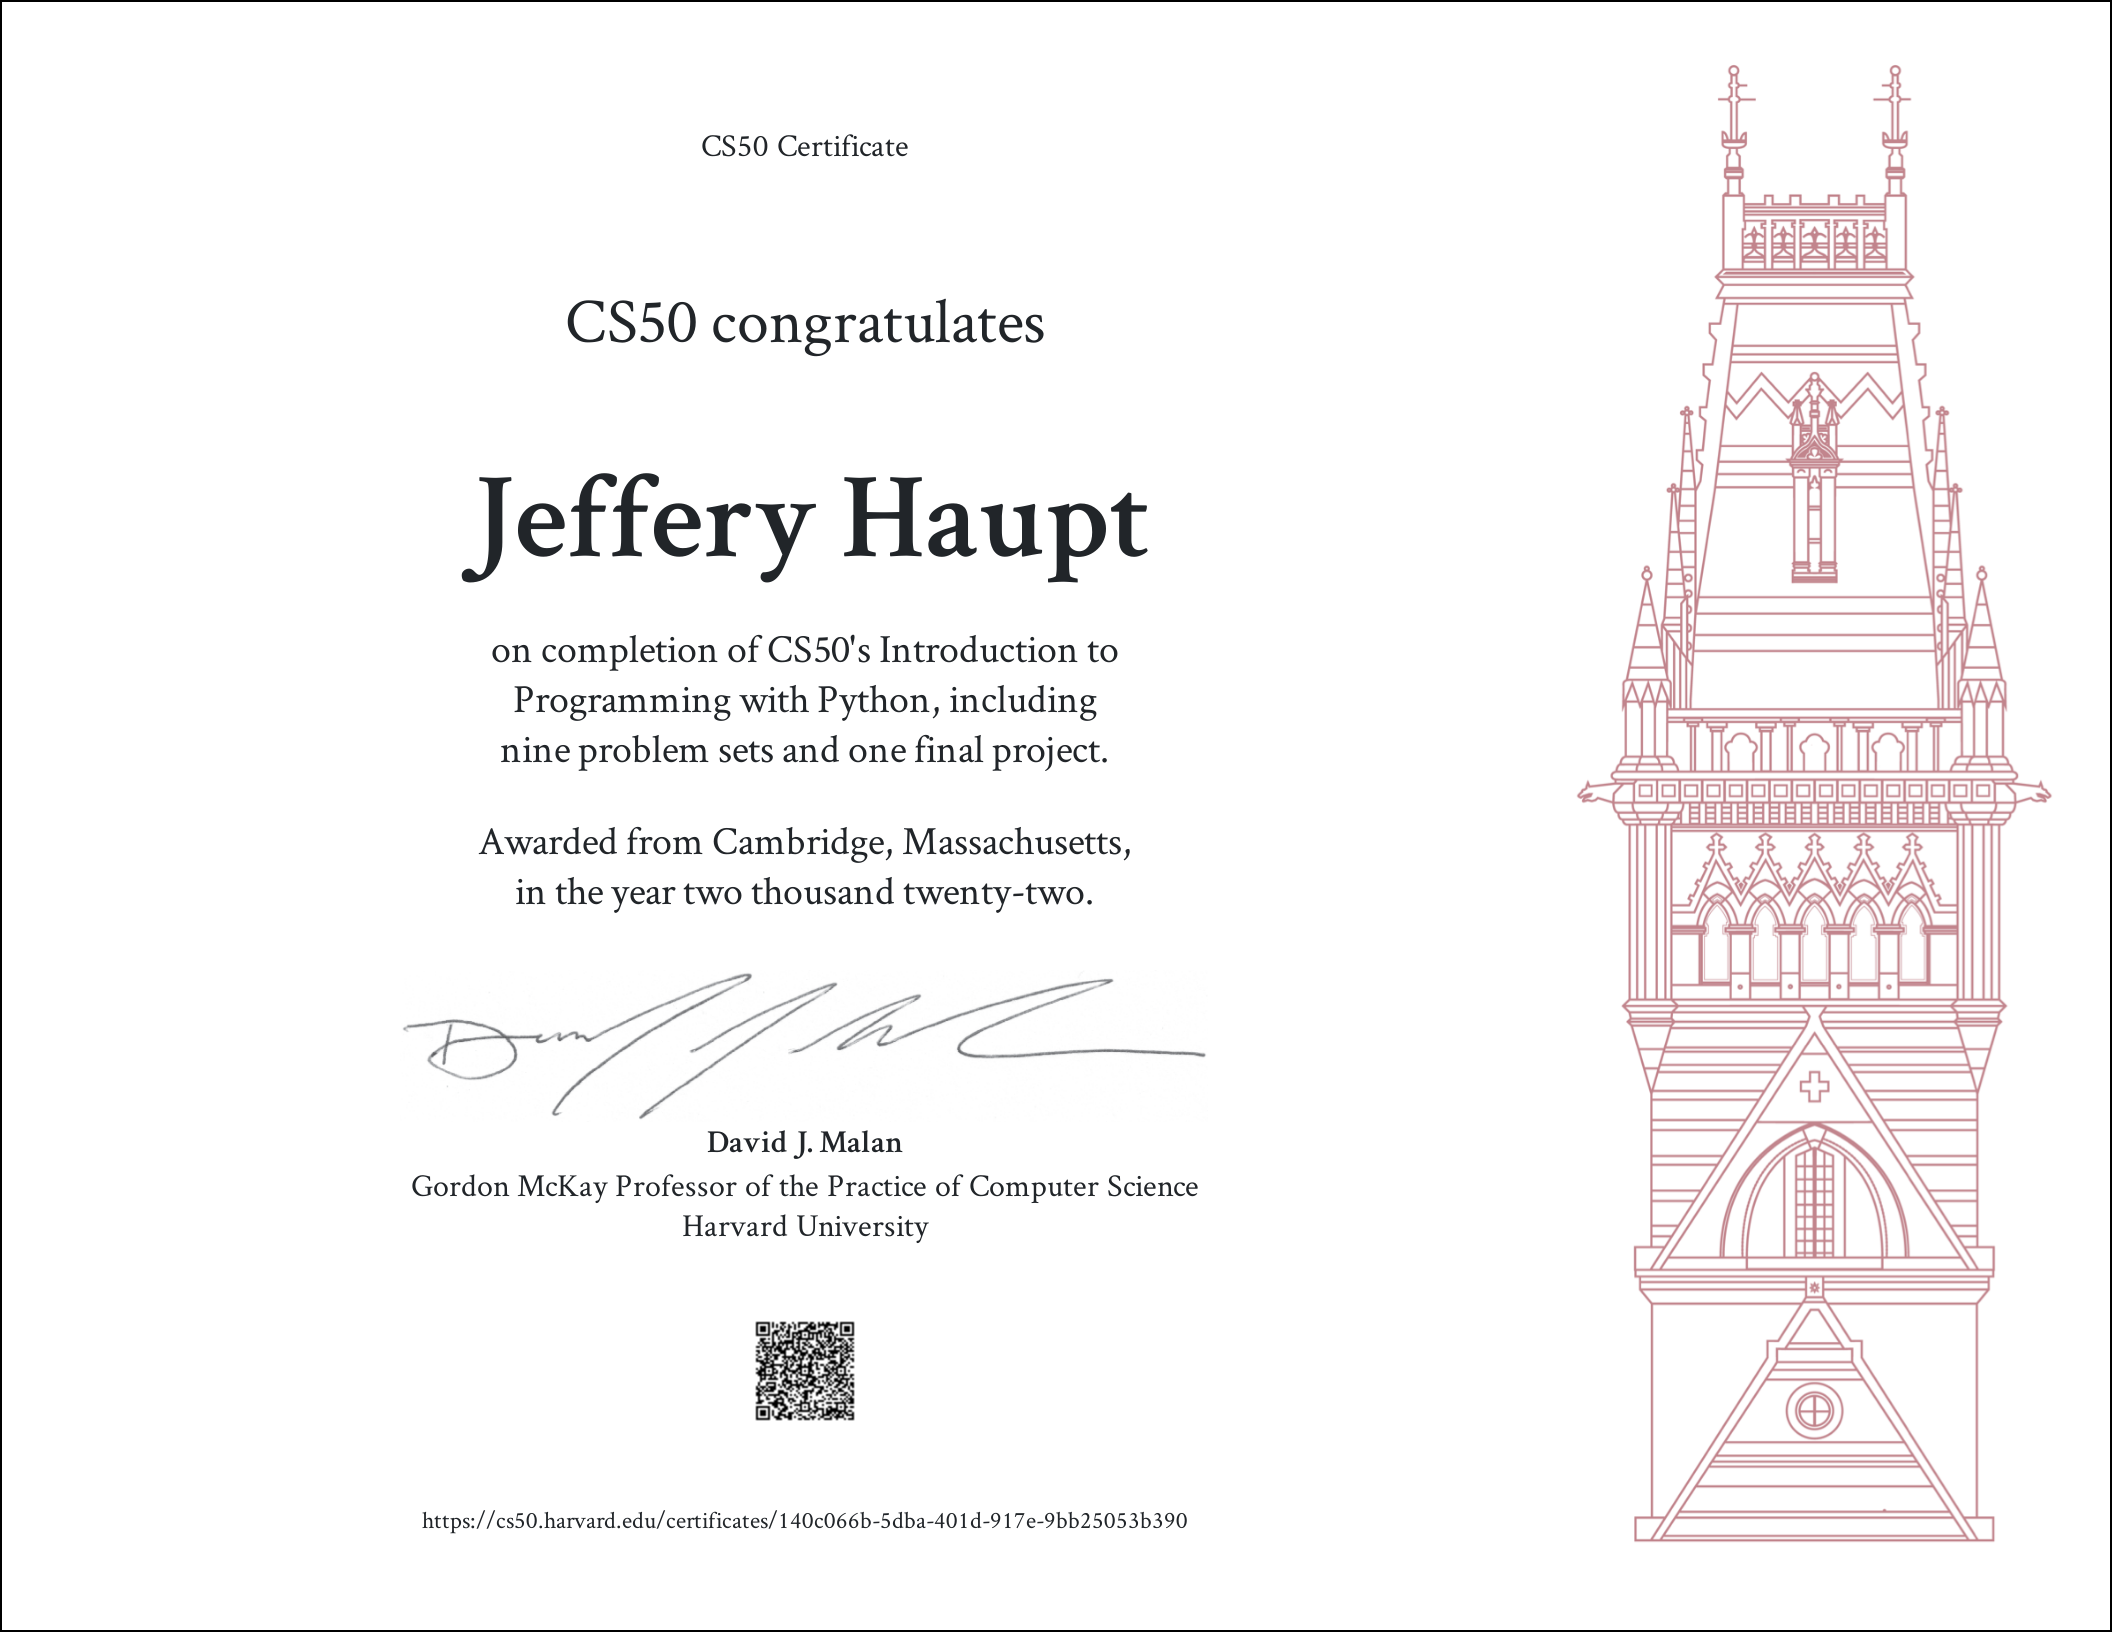 CS50 Certificate
CS50 congratulates
Jeffery Haupt
on completion of CS50's Introduction to
Programming with Python, including
nine problem sets and one final project.
Awarded from Cambridge, Massachusetts,
in the year two thousand twenty-two.
David J. Malan
Gordon McKay Professor of the Practice of Computer Science
Harvard University
https://cs50.harvard.edu/certificates/140c066b-5dba-401d-917e-9bb25053b390